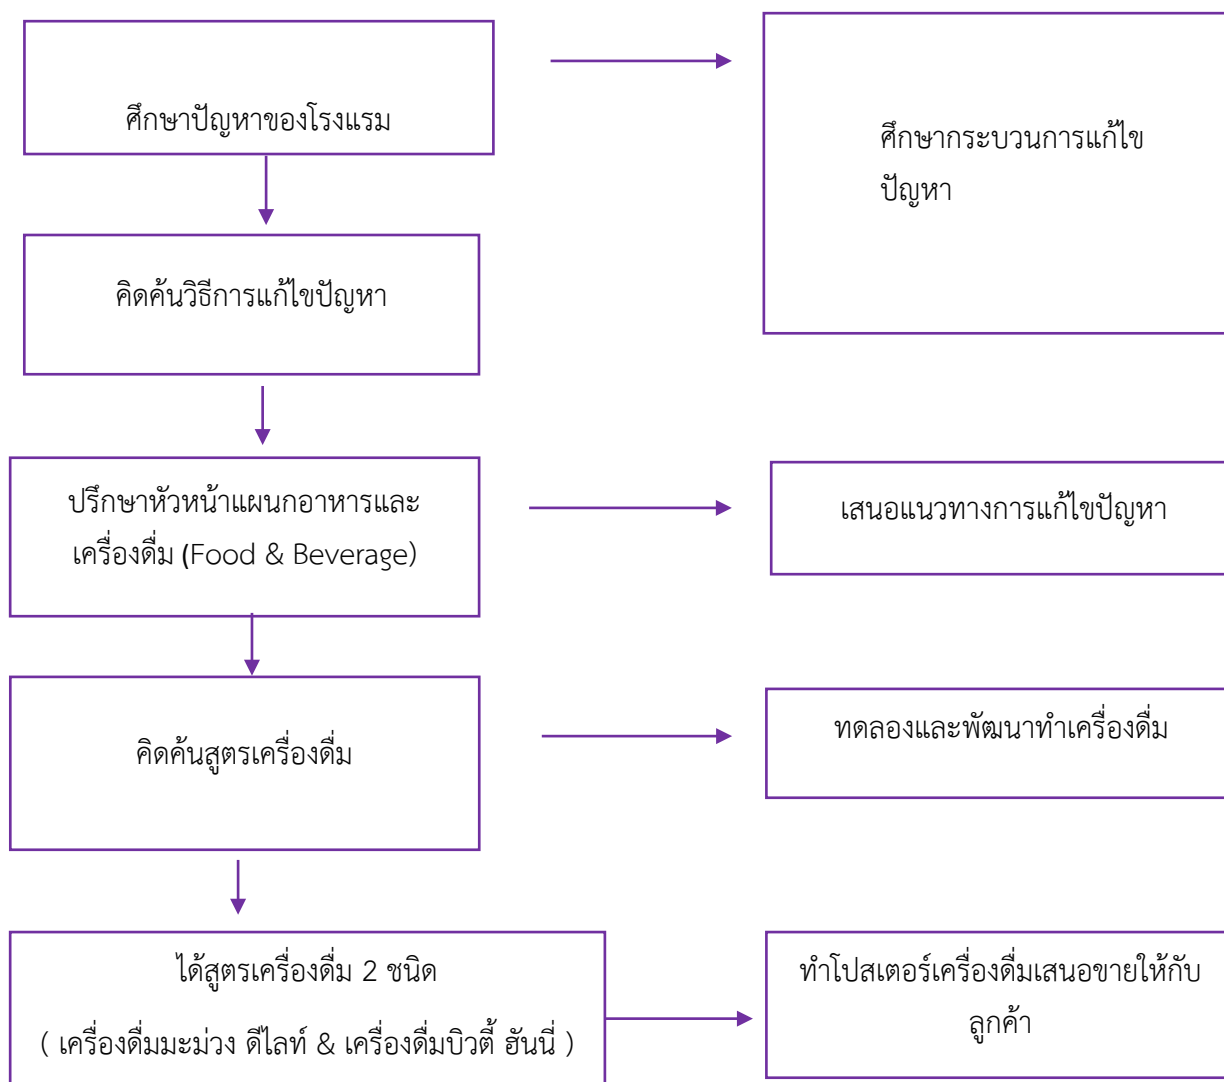 ศึกษาปัญหาของโรงแรม
ศึกษากระบวนการแก้ไข
ปัญหา
คิดค้นวิธีการแก้ไขปัญหา
ปรึกษาหัวหน้าแผนกอาหารและ
เครื่องดื่ม (Food & Beverage)
เสนอแนวทางการแก้ไขปัญหา
คิดค้นสูตรเครื่องดื่ม
ทดลองและพัฒนาทำเครื่องดื่ม
ได้สูตรเครื่องดื่ม 2 ชนิด
( เครื่องดื่มมะม่วง ดีไลท์ & เครื่องดื่มบิวตี้ ฮันนี่ )
ทำโปสเตอร์เครื่องดื่มเสนอขายให้กับ
ลูกค้า